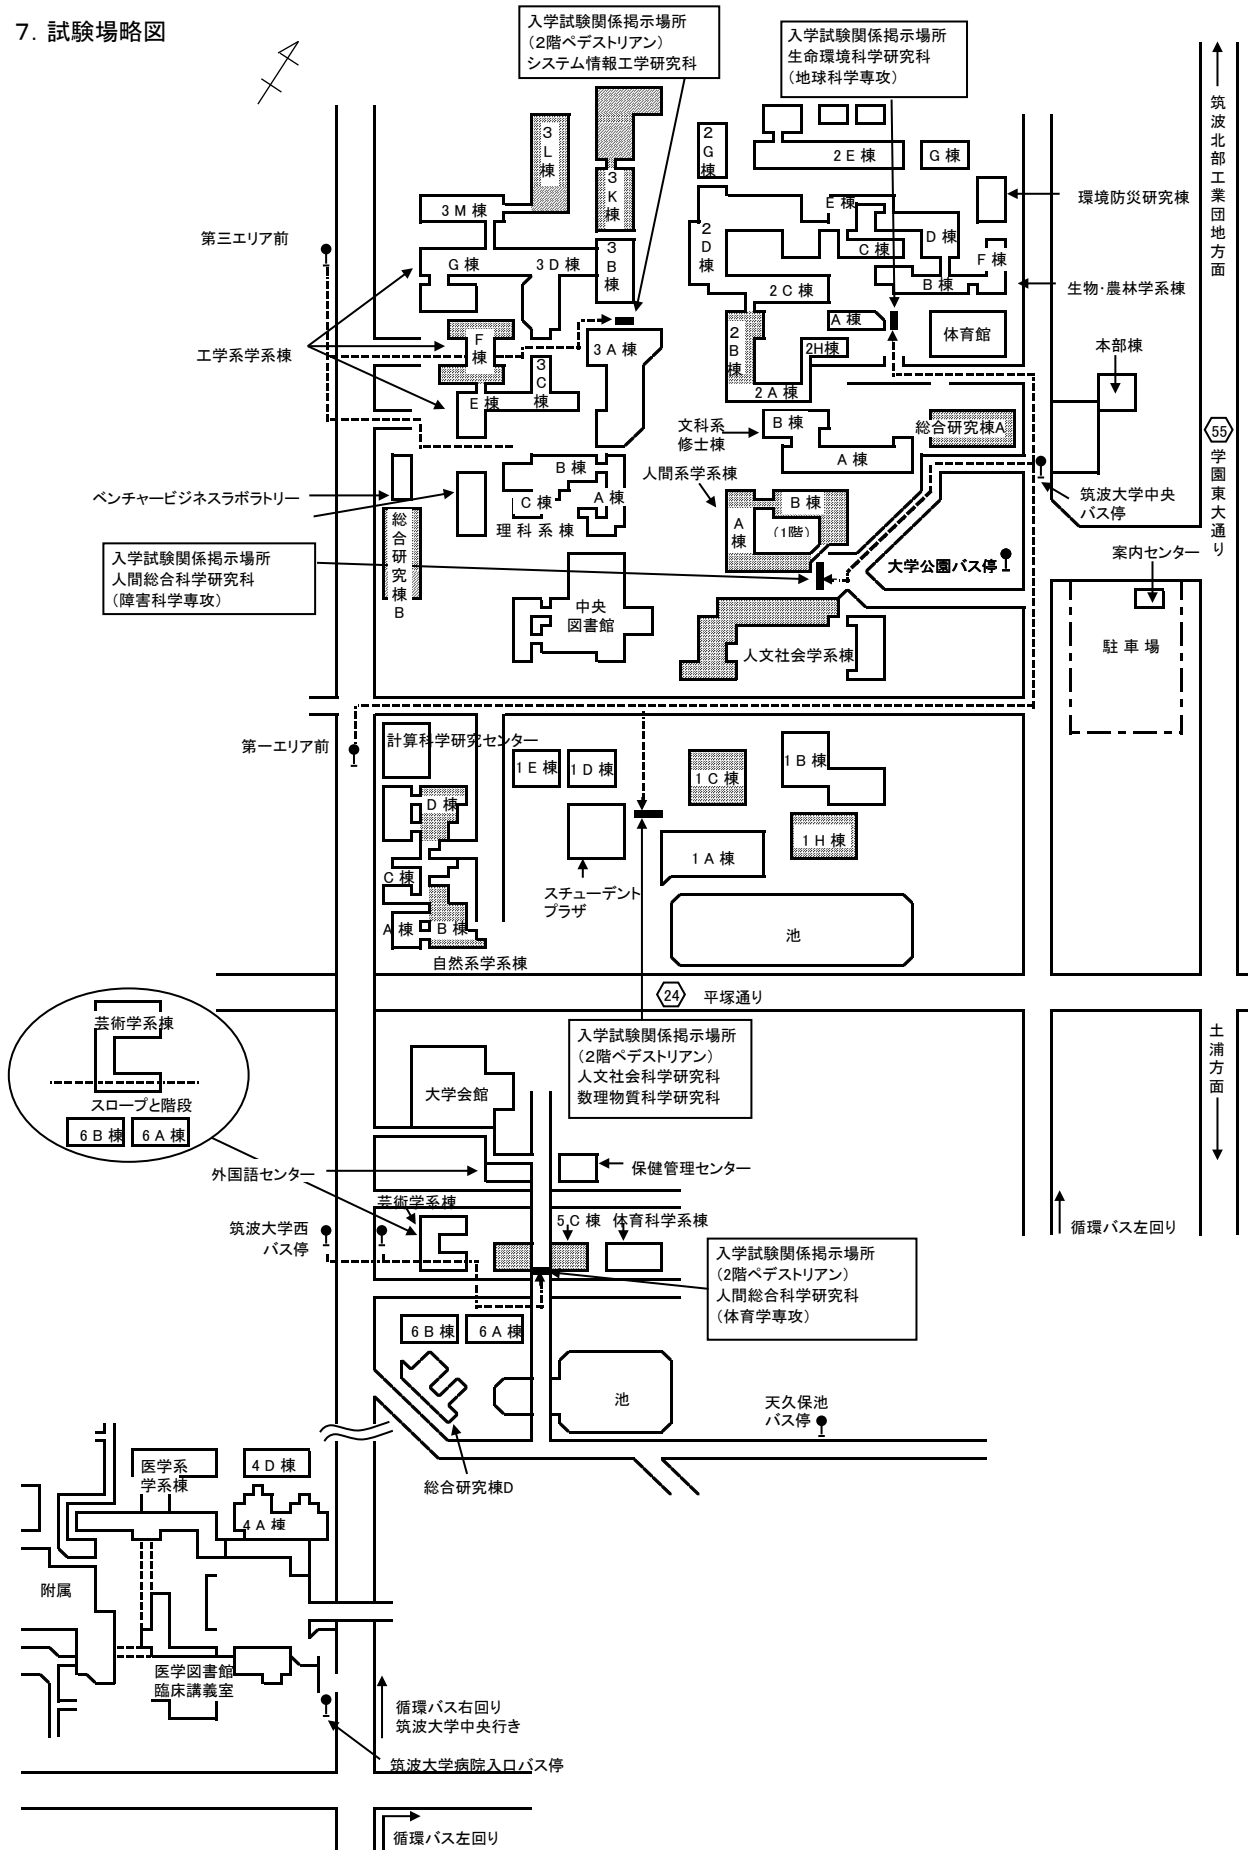 ７．試験場略図
入学試験関係掲示場所
（２階ペデストリアン）
システム情報工学研究科
入学試験関係掲示場所
生命環境科学研究科
（地球科学専攻）
筑波北部工業団地方面
３Ｌ棟
３Ｋ棟
２Ｇ棟
２Ｅ棟
Ｇ棟
環境防災研究棟
３Ｍ棟
Ｅ棟
第三エリア前
２Ｄ棟
Ｄ棟
Ｃ棟
Ｆ棟
Ｇ棟
３Ｄ棟
３Ｂ棟
Ｂ棟
生物・農林学系棟
２Ｃ棟
Ａ棟
体育館
工学系学系棟
Ｆ棟
３Ａ棟
２Ｂ棟
２Ｈ棟
本部棟
３Ｃ棟
Ｅ棟
２Ａ棟
文科系
修士棟
Ｂ棟
総合研究棟Ａ
55
学園東大通り
Ａ棟
人間系学系棟
Ｂ棟
Ｃ棟
Ａ棟
理科系棟
ベンチャービジネスラボラトリー
Ｂ棟
Ａ棟
（１階）
筑波大学中央
バス停
総合研究棟Ｂ
入学試験関係掲示場所
人間総合科学研究科
（障害科学専攻）
大学公園バス停
案内センター
中央
図書館
人文社会学系棟
駐車場
第一エリア前
計算科学研究センター
１Ｅ棟
１Ｄ棟
１Ｃ棟
１Ｂ棟
Ｄ棟
１Ｈ棟
１Ａ棟
Ｃ棟
スチューデント
プラザ
Ａ棟
Ｂ棟
池
自然系学系棟
24
平塚通り
芸術学系棟
スロープと階段
６Ｂ棟
６Ａ棟
入学試験関係掲示場所
（２階ペデストリアン）
人文社会科学研究科
数理物質科学研究科
土浦方面
大学会館
外国語センター
保健管理センター
芸術学系棟
筑波大学西
バス停
５Ｃ棟
体育科学系棟
循環バス左回り
入学試験関係掲示場所
（2階ペデストリアン）
人間総合科学研究科
（体育学専攻）
６Ｂ棟
６Ａ棟
池
天久保池
バス停
総合研究棟Ｄ
医学系
学系棟
４Ｄ棟
４Ａ棟
附属
医学図書館
臨床講義室
循環バス右回り
筑波大学中央行き
筑波大学病院入口バス停
循環バス左回り